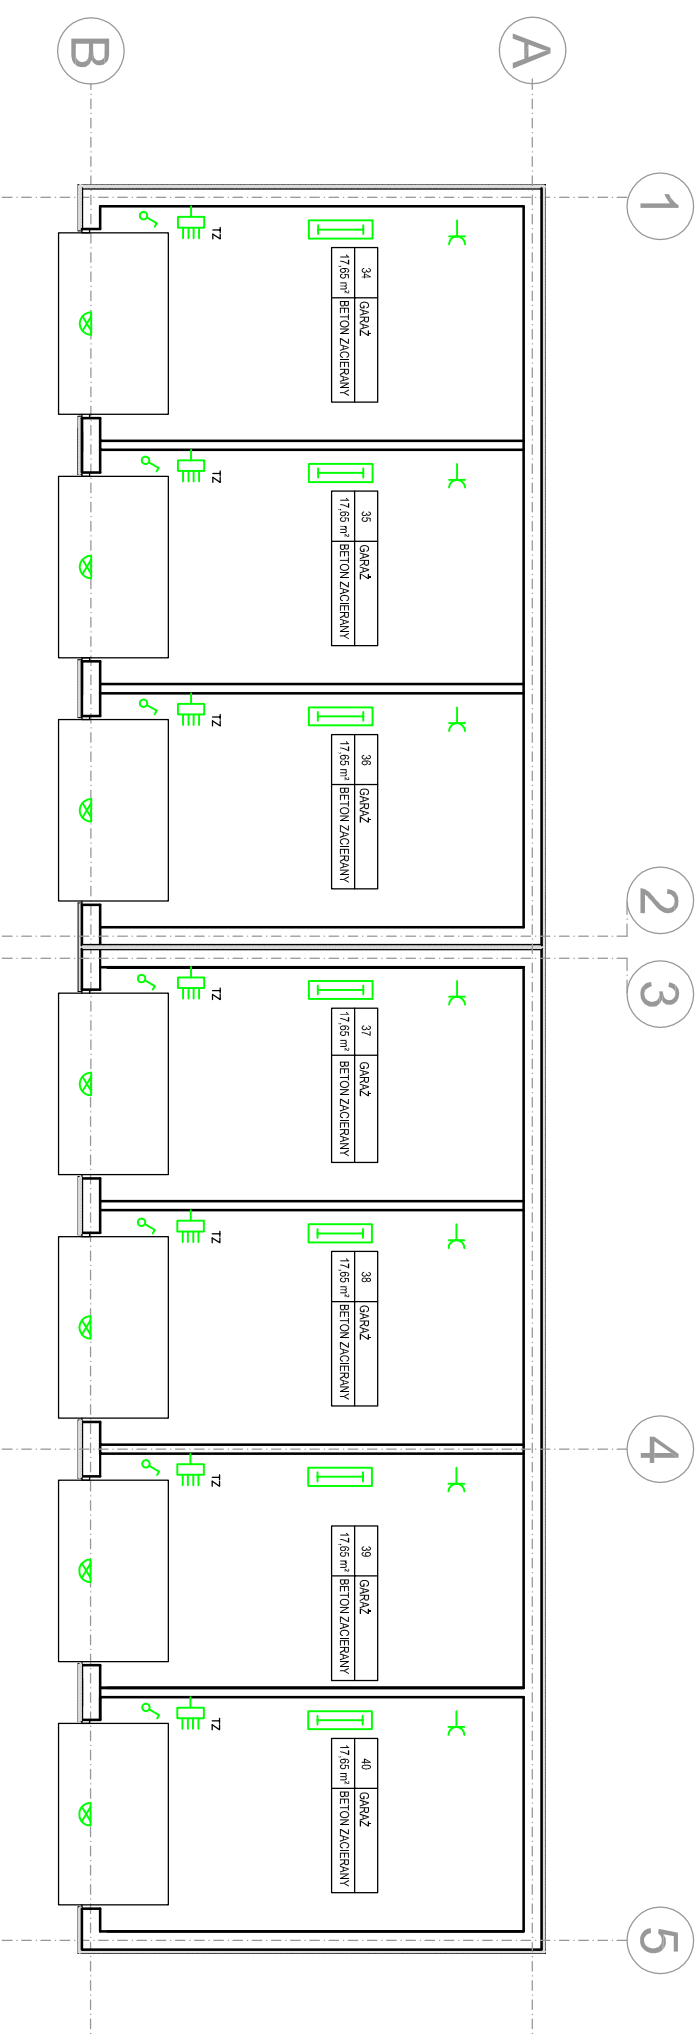 B
A
1
TZ
34 GARAŻ
17,65 m² BETON ZACIERANY
TZ
35 GARAŻ
17,65 m² BETON ZACIERANY
TZ
36 GARAŻ
17,65 m² BETON ZACIERANY
2
3
TZ
37 GARAŻ
17,65 m² BETON ZACIERANY
TZ
38 GARAŻ
17,65 m² BETON ZACIERANY
4
TZ
39 GARAŻ
17,65 m² BETON ZACIERANY
TZ
40 GARAŻ
17,65 m² BETON ZACIERANY
5